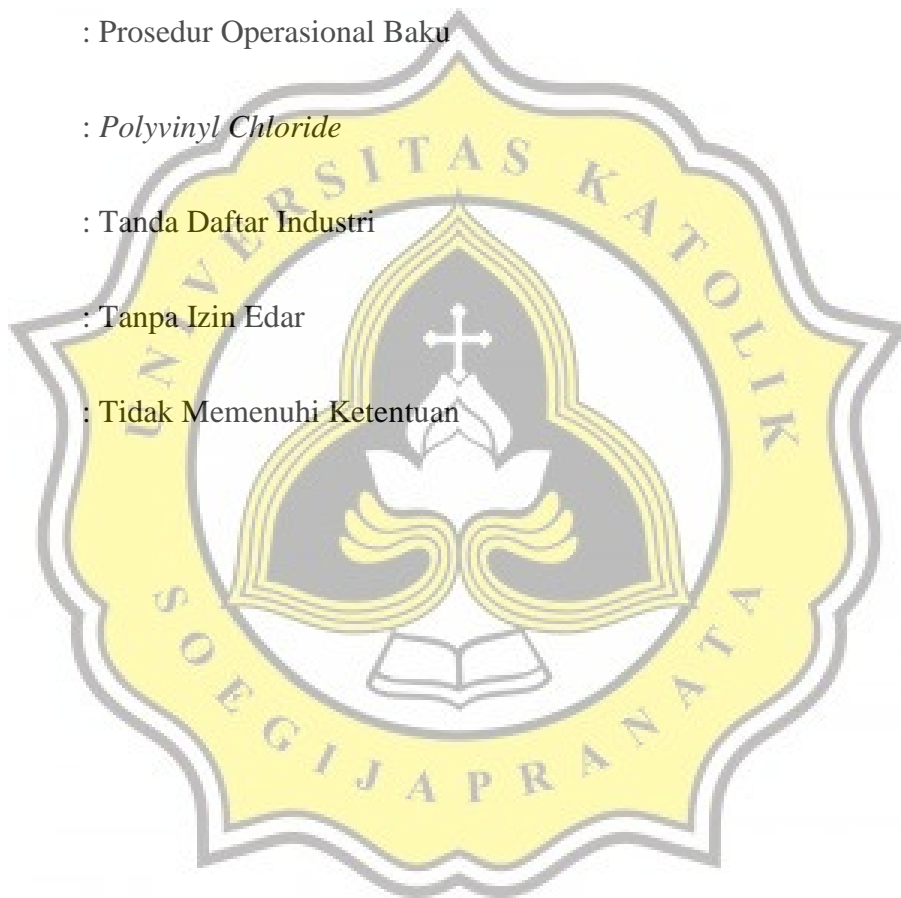 : Prosedur Operasional Baku
: Polyvinyl Chloride
: Tanda Daftar Industri
: Tanpa Izin Edar
: Tidak Memenuhi Ketentuan
UNIVERSITAS KATOLIK
SOEGIJAPRANATA